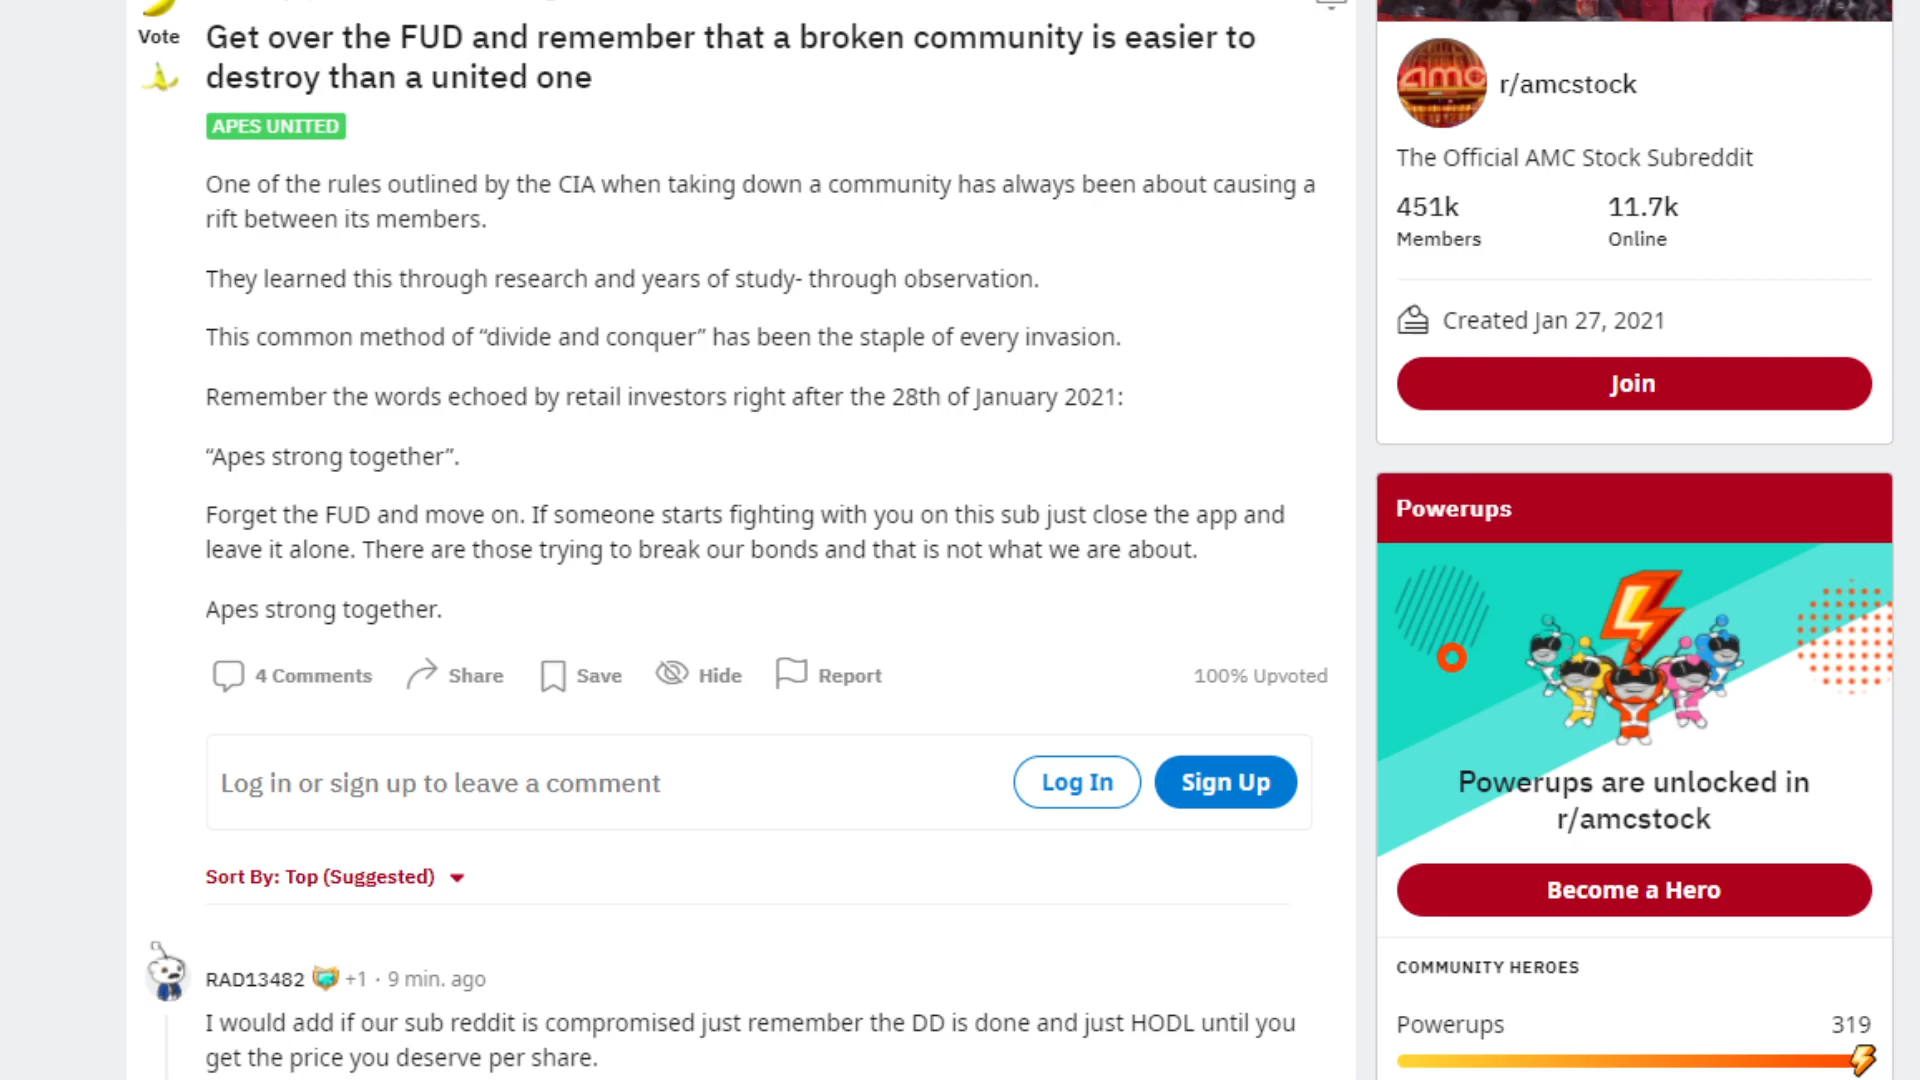 Vote
Get over the FUD and remember that a broken community is easier to
destroy than a united one
APES UNITED
One of the rules outlined by the CIA when taking down a community has always been about causing a
rift between its members.
They learned this through research and years of study- through observation.
This common method of “divide and conquer” has been the staple of every invasion.
Remember the words echoed by retail investors right after the 28th of January 2021:
“Apes strong together”.
Forget the FUD and move on. If someone starts fighting with you on this sub just close the app and
leave it alone. There are those trying to break our bonds and that is not what we are about.
Apes strong together.
4 Comments Share Save Hide Report 100% Upvoted
Log in or sign up to leave a comment Log In Sign Up
Sort By: Top (Suggested)
RAD13482 +1 · 9 min. ago
I would add if our sub reddit is compromised just remember the DD is done and just HODL until you
get the price you deserve per share.
amc
r/amcstock
The Official AMC Stock Subreddit
451k 11.7k
Members Online
Created Jan 27, 2021
Join
Powerups
Powerups are unlocked in
r/amcstock
Become a Hero
COMMUNITY HEROES
Powerups 319